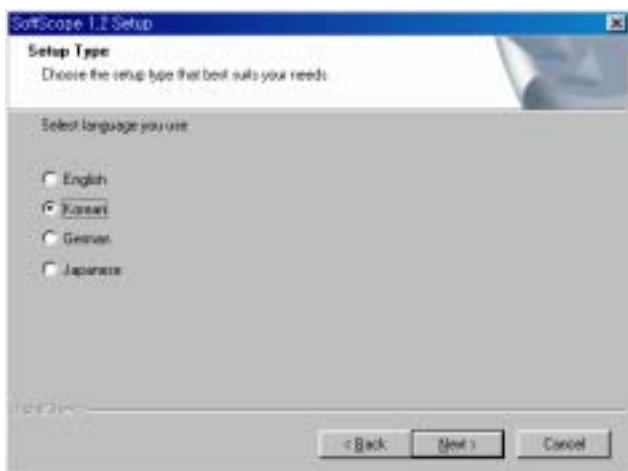 SoftScope 1.2 Setup
Setup Type
Choose the setup type that best suits your needs.
Select language you use
English
Korean
German
Japanese
< Back
Next >
Cancel